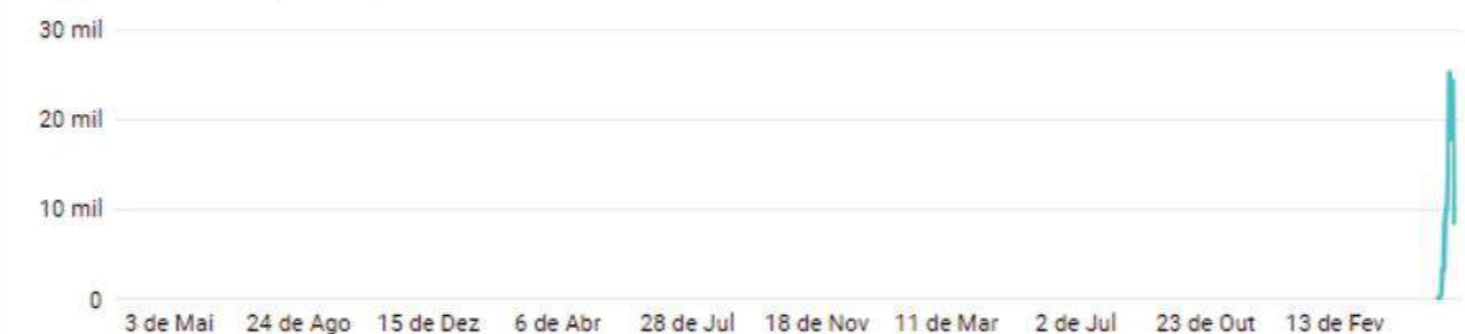 30 mil
20 mil
10 mil
0
3 de Mai 24 de Ago 15 de Dez 6 de Abr 28 de Jul 18 de Nov 11 de Mar 2 de Jul 23 de Out 13 de Fev